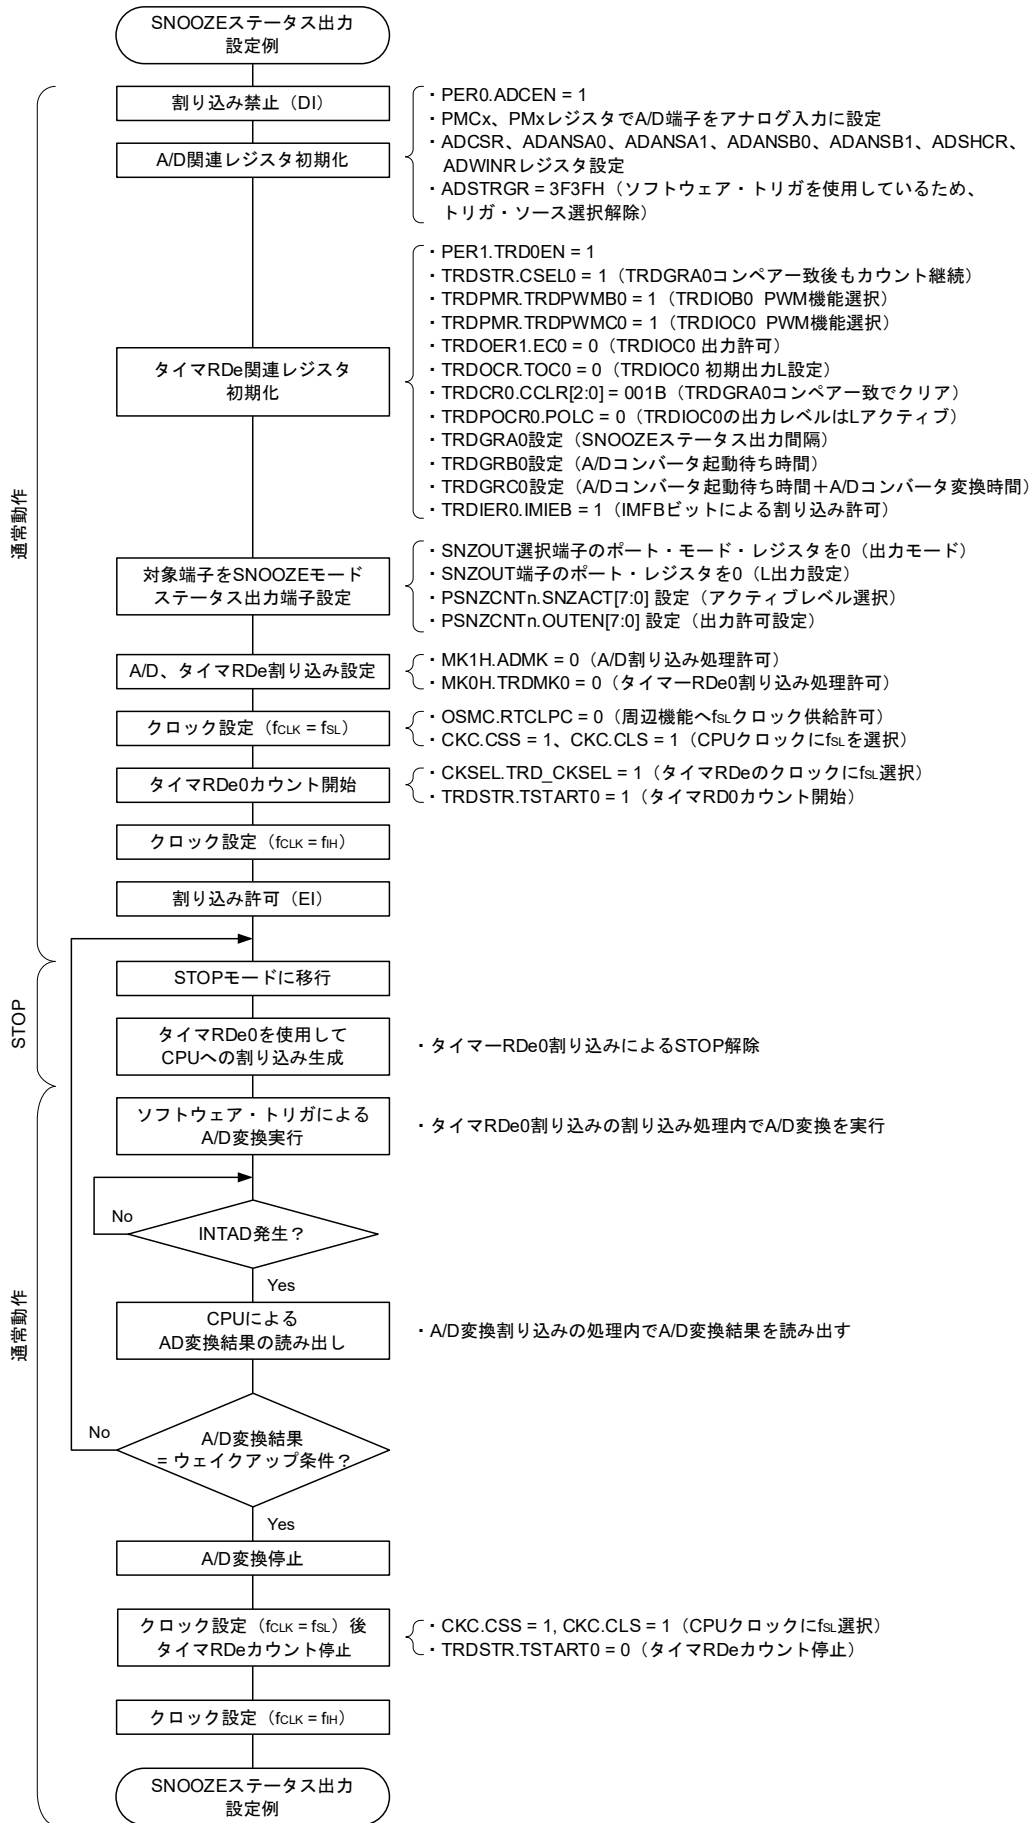 SNOOZEステータス出力
設定例
割り込み禁止（DI）
A/D関連レジスタ初期化
・PER0.ADCEN = 1
・PMCx、PMxレジスタでA/D端子をアナログ入力に設定
・ADCSR、ADANSA0、ADANSA1、ADANSB0、ADANSB1、ADSHCR、
ADWINRレジスタ設定
・ADSTRGR = 3F3FH（ソフトウェア・トリガを使用しているため、
トリガ・ソース選択解除）
タイマRDe関連レジスタ
初期化
・PER1.TRD0EN = 1
・TRDSTR.CSEL0 = 1（TRDGRA0コンペアー致後もカウント継続）
・TRDPMR.TRDPWMB0 = 1（TRDIOB0 PWM機能選択）
・TRDPMR.TRDPWMC0 = 1（TRDIOC0 PWM機能選択）
・TRDOER1.EC0 = 0（TRDIOC0 出力許可）
・TRDOCR.TOC0 = 0（TRDIOC0 初期出力L設定）
・TRDCR0.CCLR[2:0] = 001B（TRDGRA0コンペアー致でクリア）
・TRDPOCR0.POLC = 0（TRDIOC0の出力レベルはLアクティブ）
・TRDGRA0設定（SNOOZEステータス出力間隔）
・TRDGRB0設定（A/Dコンバータ起動待ち時間）
・TRDGRC0設定（A/Dコンバータ起動待ち時間＋A/Dコンバータ変換時間）
・TRDIER0.IMIEB = 1（IMFBビットによる割り込み許可）
通常動作
対象端子をSNOOZEモード
ステータス出力端子設定
・SNZOUT選択端子のポート・モード・レジスタを0（出力モード）
・SNZOUT端子のポート・レジスタを0（L出力設定）
・PSNZCNTn.SNZACT[7:0] 設定（アクティブレベル選択）
・PSNZCNTn.OUTEN[7:0] 設定（出力許可設定）
A/D、タイマRDe割り込み設定
・MK1H.ADMK = 0（A/D割り込み処理許可）
・MK0H.TRDMK0 = 0（タイマーRDe0割り込み処理許可）
クロック設定（fCLK = fSL）
・OSMC.RTCLPC = 0（周辺機能へfSLクロック供給許可）
・CKC.CSS = 1、CKC.CLS = 1（CPUクロックにfSLを選択）
タイマRDe0カウント開始
・CKSEL.TRD_CKSEL = 1（タイマRDeのクロックにfSL選択）
・TRDSTR.TSTART0 = 1（タイマRD0カウント開始）
クロック設定（fCLK = fIH）
割り込み許可（EI）
STOPモードに移行
STOP
タイマRDe0を使用して
CPUへの割り込み生成
・タイマーRDe0割り込みによるSTOP解除
ソフトウェア・トリガによる
A/D変換実行
・タイマRDe0割り込みの割り込み処理内でA/D変換を実行
No
INTAD発生？
Yes
通常動作
CPUによる
AD変換結果の読み出し
・A/D変換割り込みの処理内でA/D変換結果を読み出す
No
A/D変換結果
= ウェイクアップ条件？
Yes
A/D変換停止
クロック設定（fCLK = fSL）後
タイマRDeカウント停止
・CKC.CSS = 1, CKC.CLS = 1（CPUクロックにfSL選択）
・TRDSTR.TSTART0 = 0（タイマRDeカウント停止）
クロック設定（fCLK = fIH）
SNOOZEステータス出力
設定例